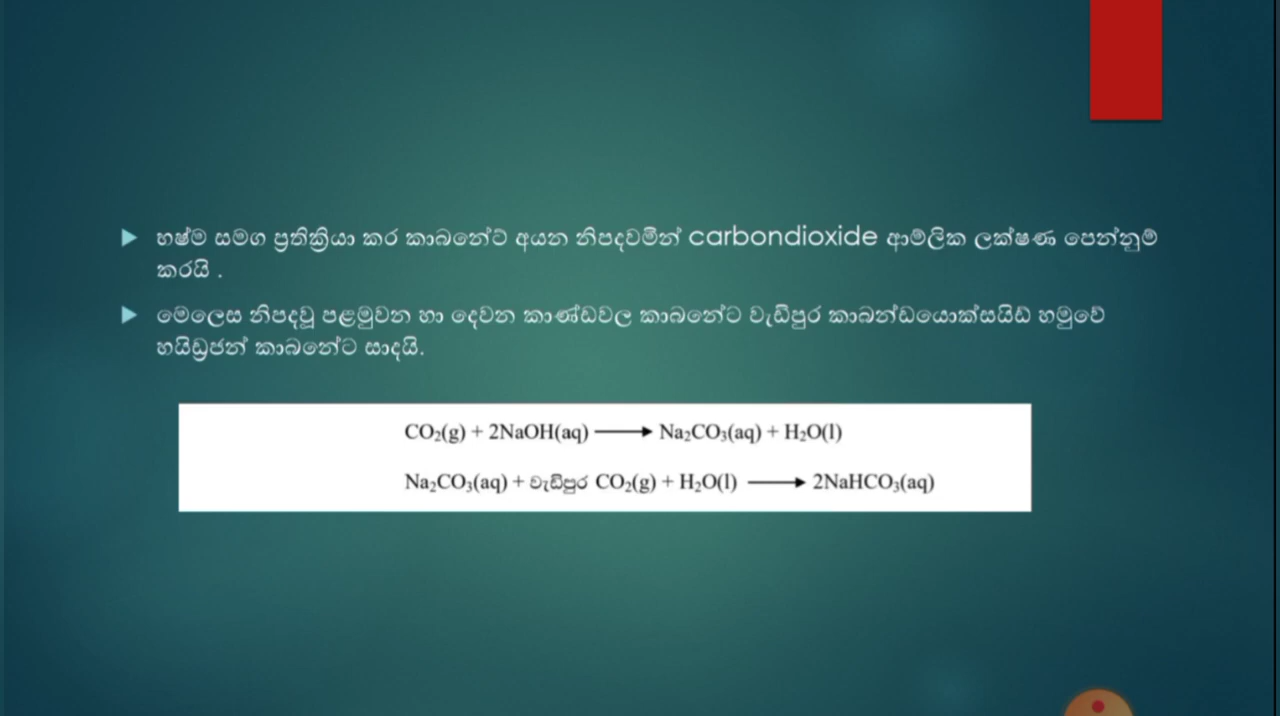 හෂ්ම සමග ප්‍රතික්‍රියා කර කාබනේට් අයන නිපදවමින් carbondioxide ආම්ලික ලක්ෂණ පෙන්නුම්
කරයි .
මෙලෙස නිපදවූ පළමුවන හා දෙවන කාණ්ඩවල කාබනේට වැඩිපුර කාබන්ඩයොක්සයිඩ් හමුවේ
හයිඩ්‍රජන් කාබනේට සාදයි.
CO₂(g) + 2NaOH(aq) ⟶ Na₂CO₃(aq) + H₂O(l)
Na₂CO₃(aq) + වැඩිපුර CO₂(g) + H₂O(l) ⟶ 2NaHCO₃(aq)